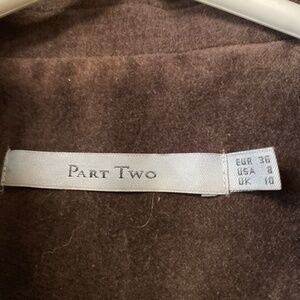 PART TWO
EUR 36
USA 8
UK 10